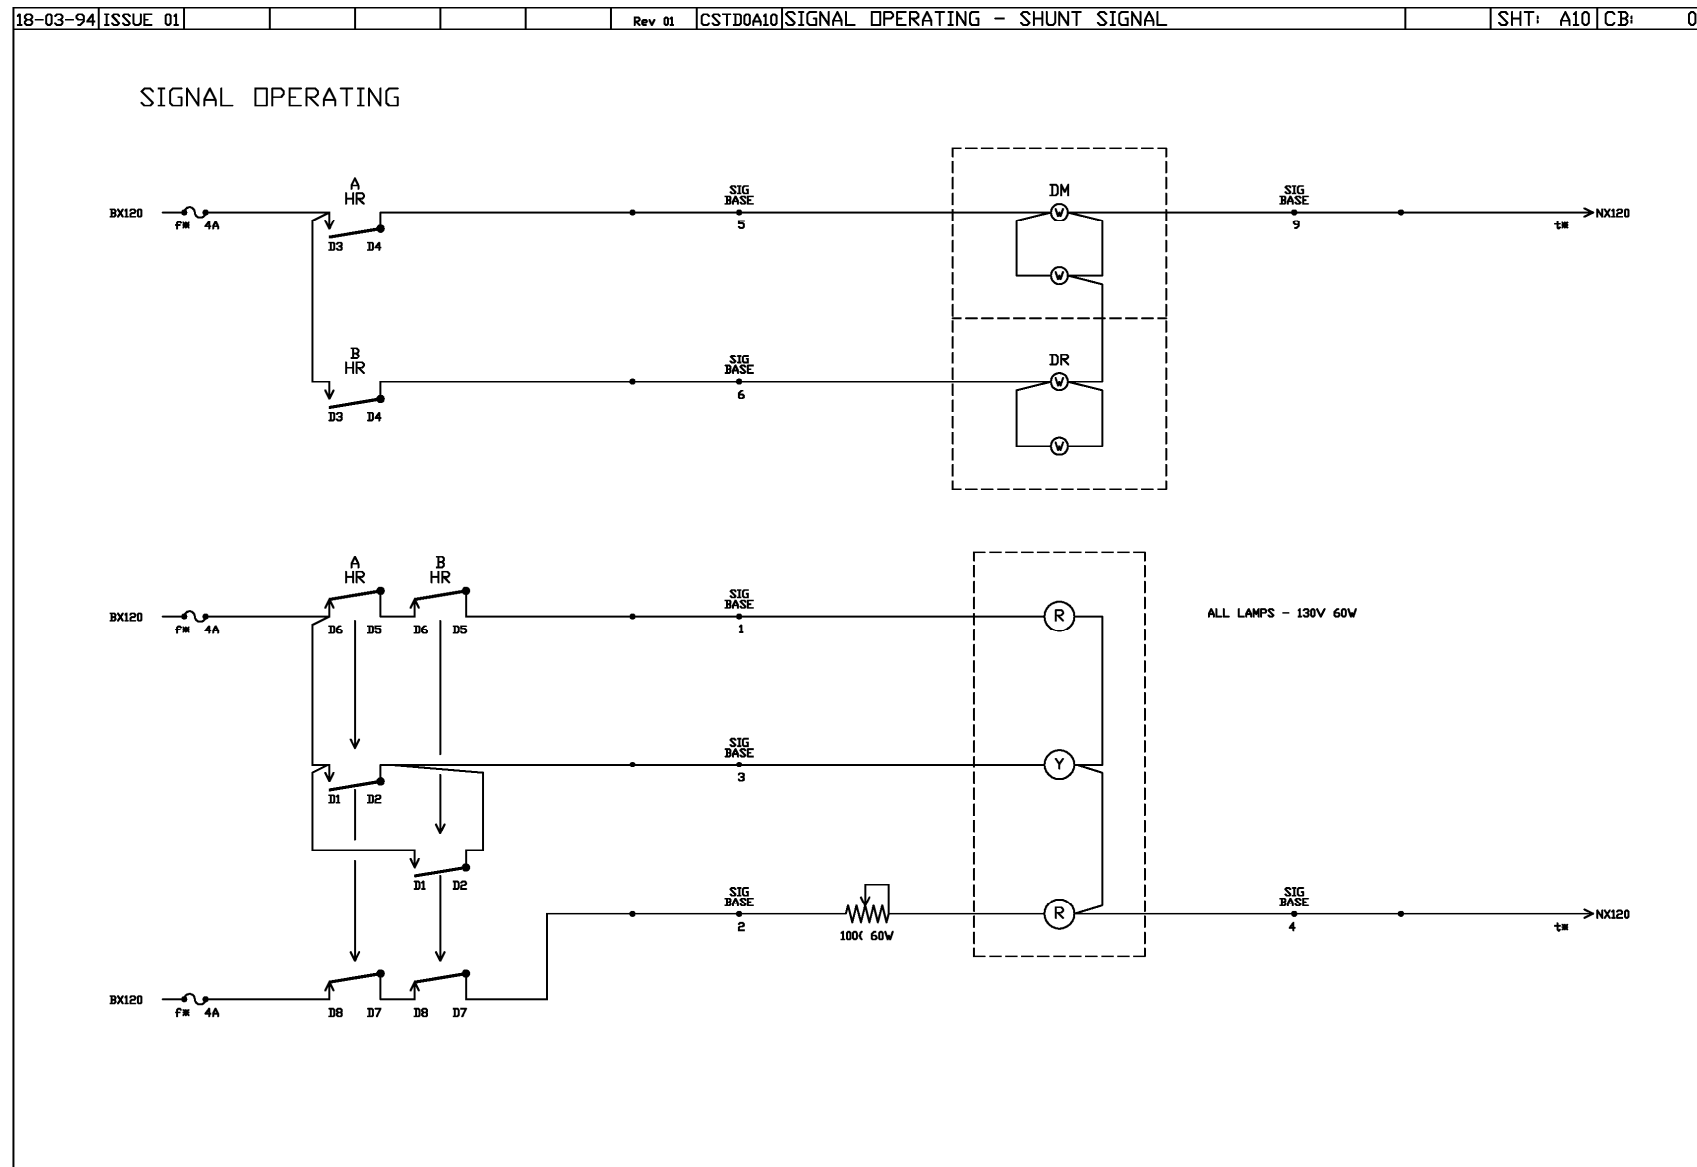 18-03-94 ISSUE 01 Rev 01 CSTD0A10 SIGNAL OPERATING - SHUNT SIGNAL SHT: A10 CB: 0
SIGNAL OPERATING
A
HR
SIG
BASE
DM
SIG
BASE
BX120 W NX120
f* 4A 5 9 t*
D3 D4
W
B
HR
SIG
BASE
DR
W
6
D3 D4
W
A B
HR HR
SIG
BASE
BX120 R ALL LAMPS - 130V 60W
f* 4A D6 D5 D6 D5 1
SIG
BASE
Y
3
D1 D2
D1 D2
SIG
BASE
SIG
BASE
R NX120
2 4 t*
100( 60W
BX120
f* 4A D8 D7 D8 D7